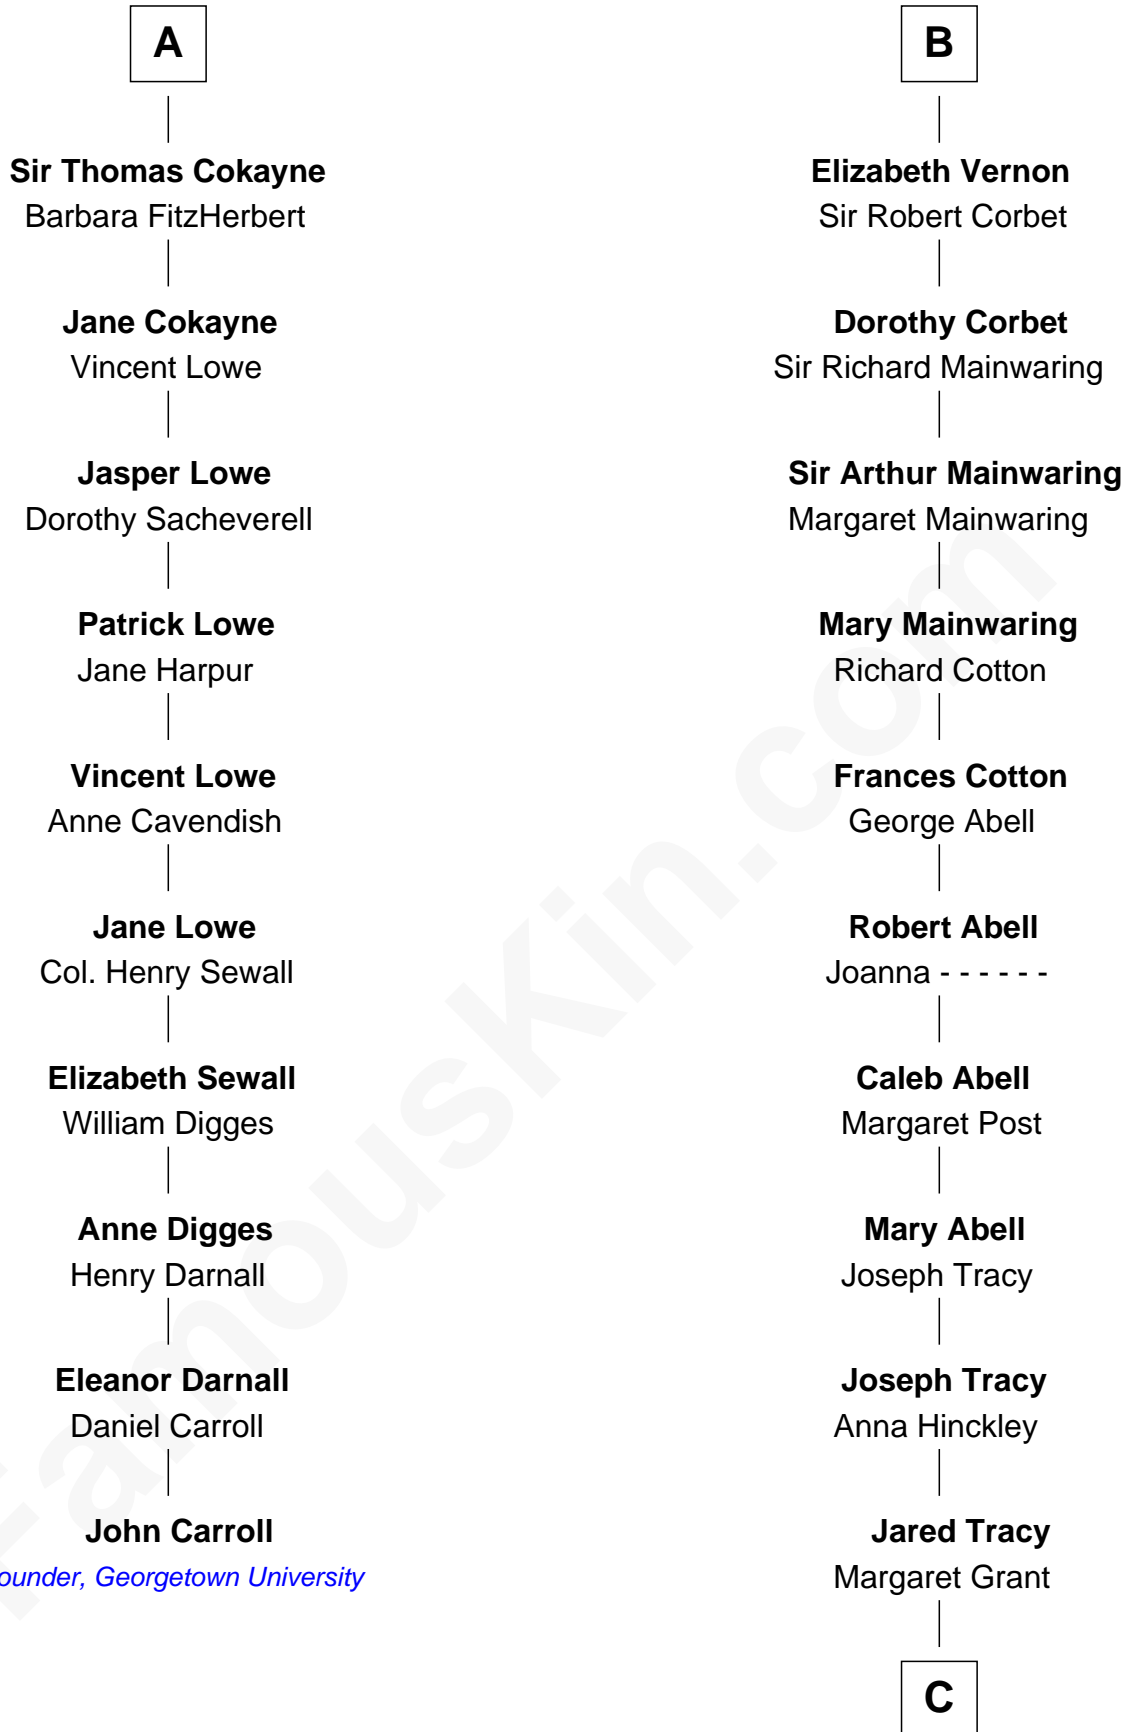 A
Sir Thomas Cokayne
Barbara FitzHerbert
Jane Cokayne
Vincent Lowe
Jasper Lowe
Dorothy Sacheverell
Patrick Lowe
Jane Harpur
Vincent Lowe
Anne Cavendish
Jane Lowe
Col. Henry Sewall
Elizabeth Sewall
William Digges
Anne Digges
Henry Darnall
Eleanor Darnall
Daniel Carroll
John Carroll
ounder, Georgetown University
B
Elizabeth Vernon
Sir Robert Corbet
Dorothy Corbet
Sir Richard Mainwaring
Sir Arthur Mainwaring
Margaret Mainwaring
Mary Mainwaring
Richard Cotton
Frances Cotton
George Abell
Robert Abell
Joanna - - - - - -
Caleb Abell
Margaret Post
Mary Abell
Joseph Tracy
Joseph Tracy
Anna Hinckley
Jared Tracy
Margaret Grant
C
FamousKin.com